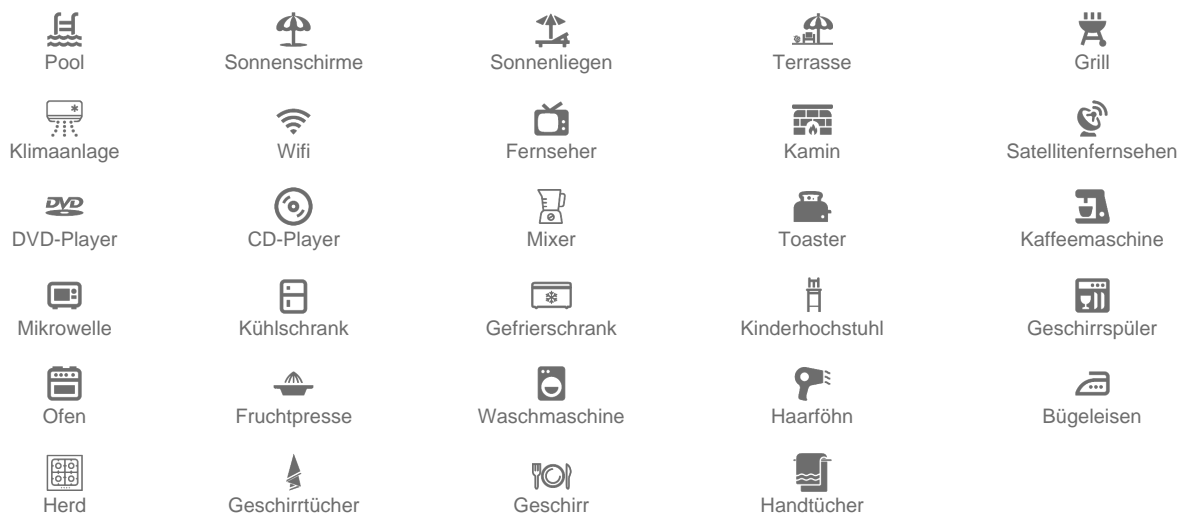 Pool Sonnenschirme Sonnenliegen Terrasse Grill
Klimaanlage Wifi Fernseher Kamin Satellitenfernsehen
DVD
DVD-Player CD-Player Mixer Toaster Kaffeemaschine
Mikrowelle Kühlschrank Gefrierschrank Kinderhochstuhl Geschirrspüler
Ofen Fruchtpresse Waschmaschine Haarföhn Bügeleisen
Herd Geschirrtücher Geschirr Handtücher